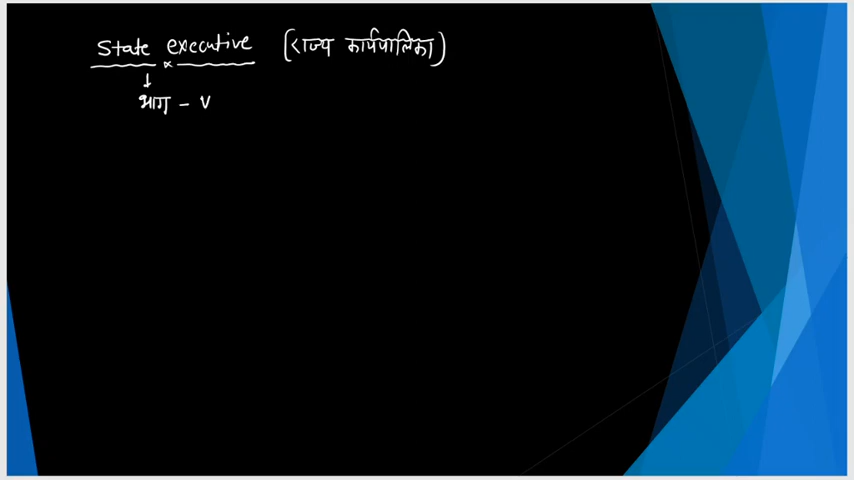 State executive (राज्य कार्यपालिका)
भाग - V